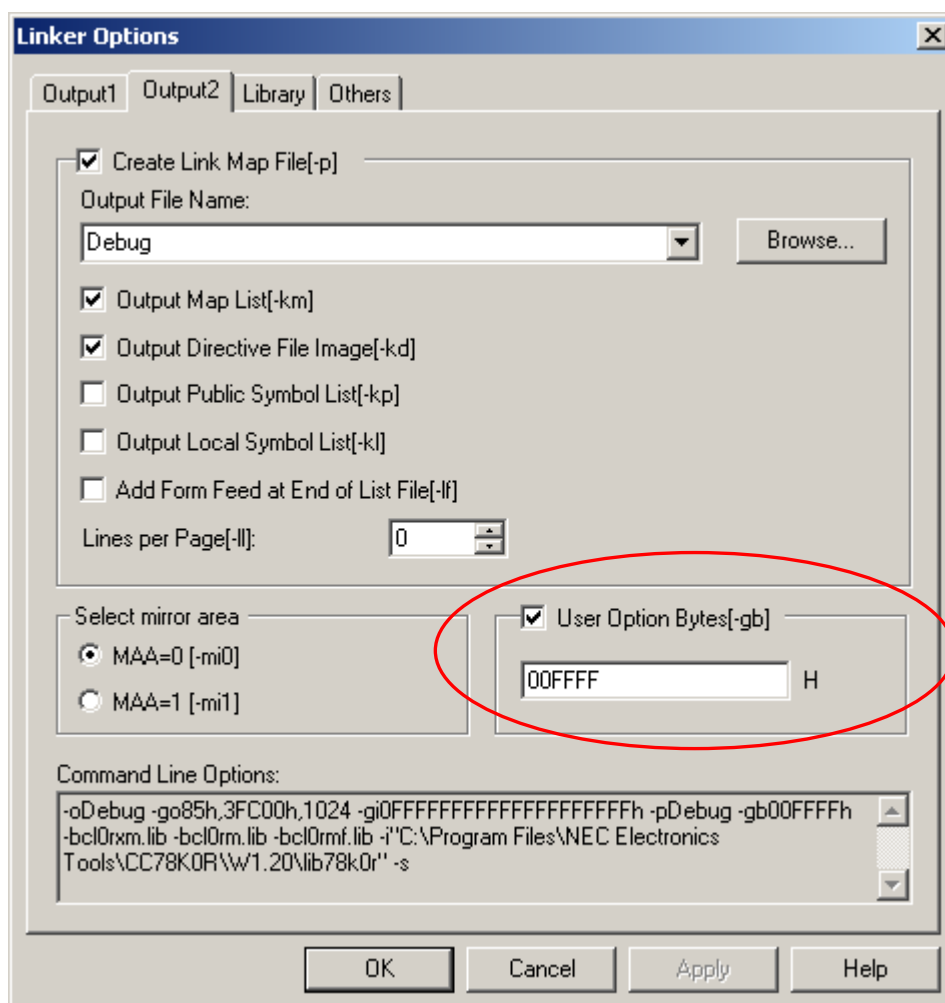 Linker Options
Output1 Output2 Library Others
Create Link Map File[-p]
Output File Name:
Debug
Browse...
Output Map List[-km]
Output Directive File Image[-kd]
Output Public Symbol List[-kp]
Output Local Symbol List[-kl]
Add Form Feed at End of List File[-lf]
Lines per Page[-ll]:
0
Select mirror area
MAA=0 [-mi0]
MAA=1 [-mi1]
User Option Bytes[-gb]
00FFFF
H
Command Line Options:
-oDebug -go85h,3FC00h,1024 -gi0FFFFFFFFFFFFFFFFFFFFh -pDebug -gb00FFFFh
-bcl0rxm.lib -bcl0rm.lib -bcl0rmf.lib -i"C:\Program Files\NEC Electronics
Tools\CC78K0R\W1.20\lib78k0r" -s
OK Cancel Apply Help